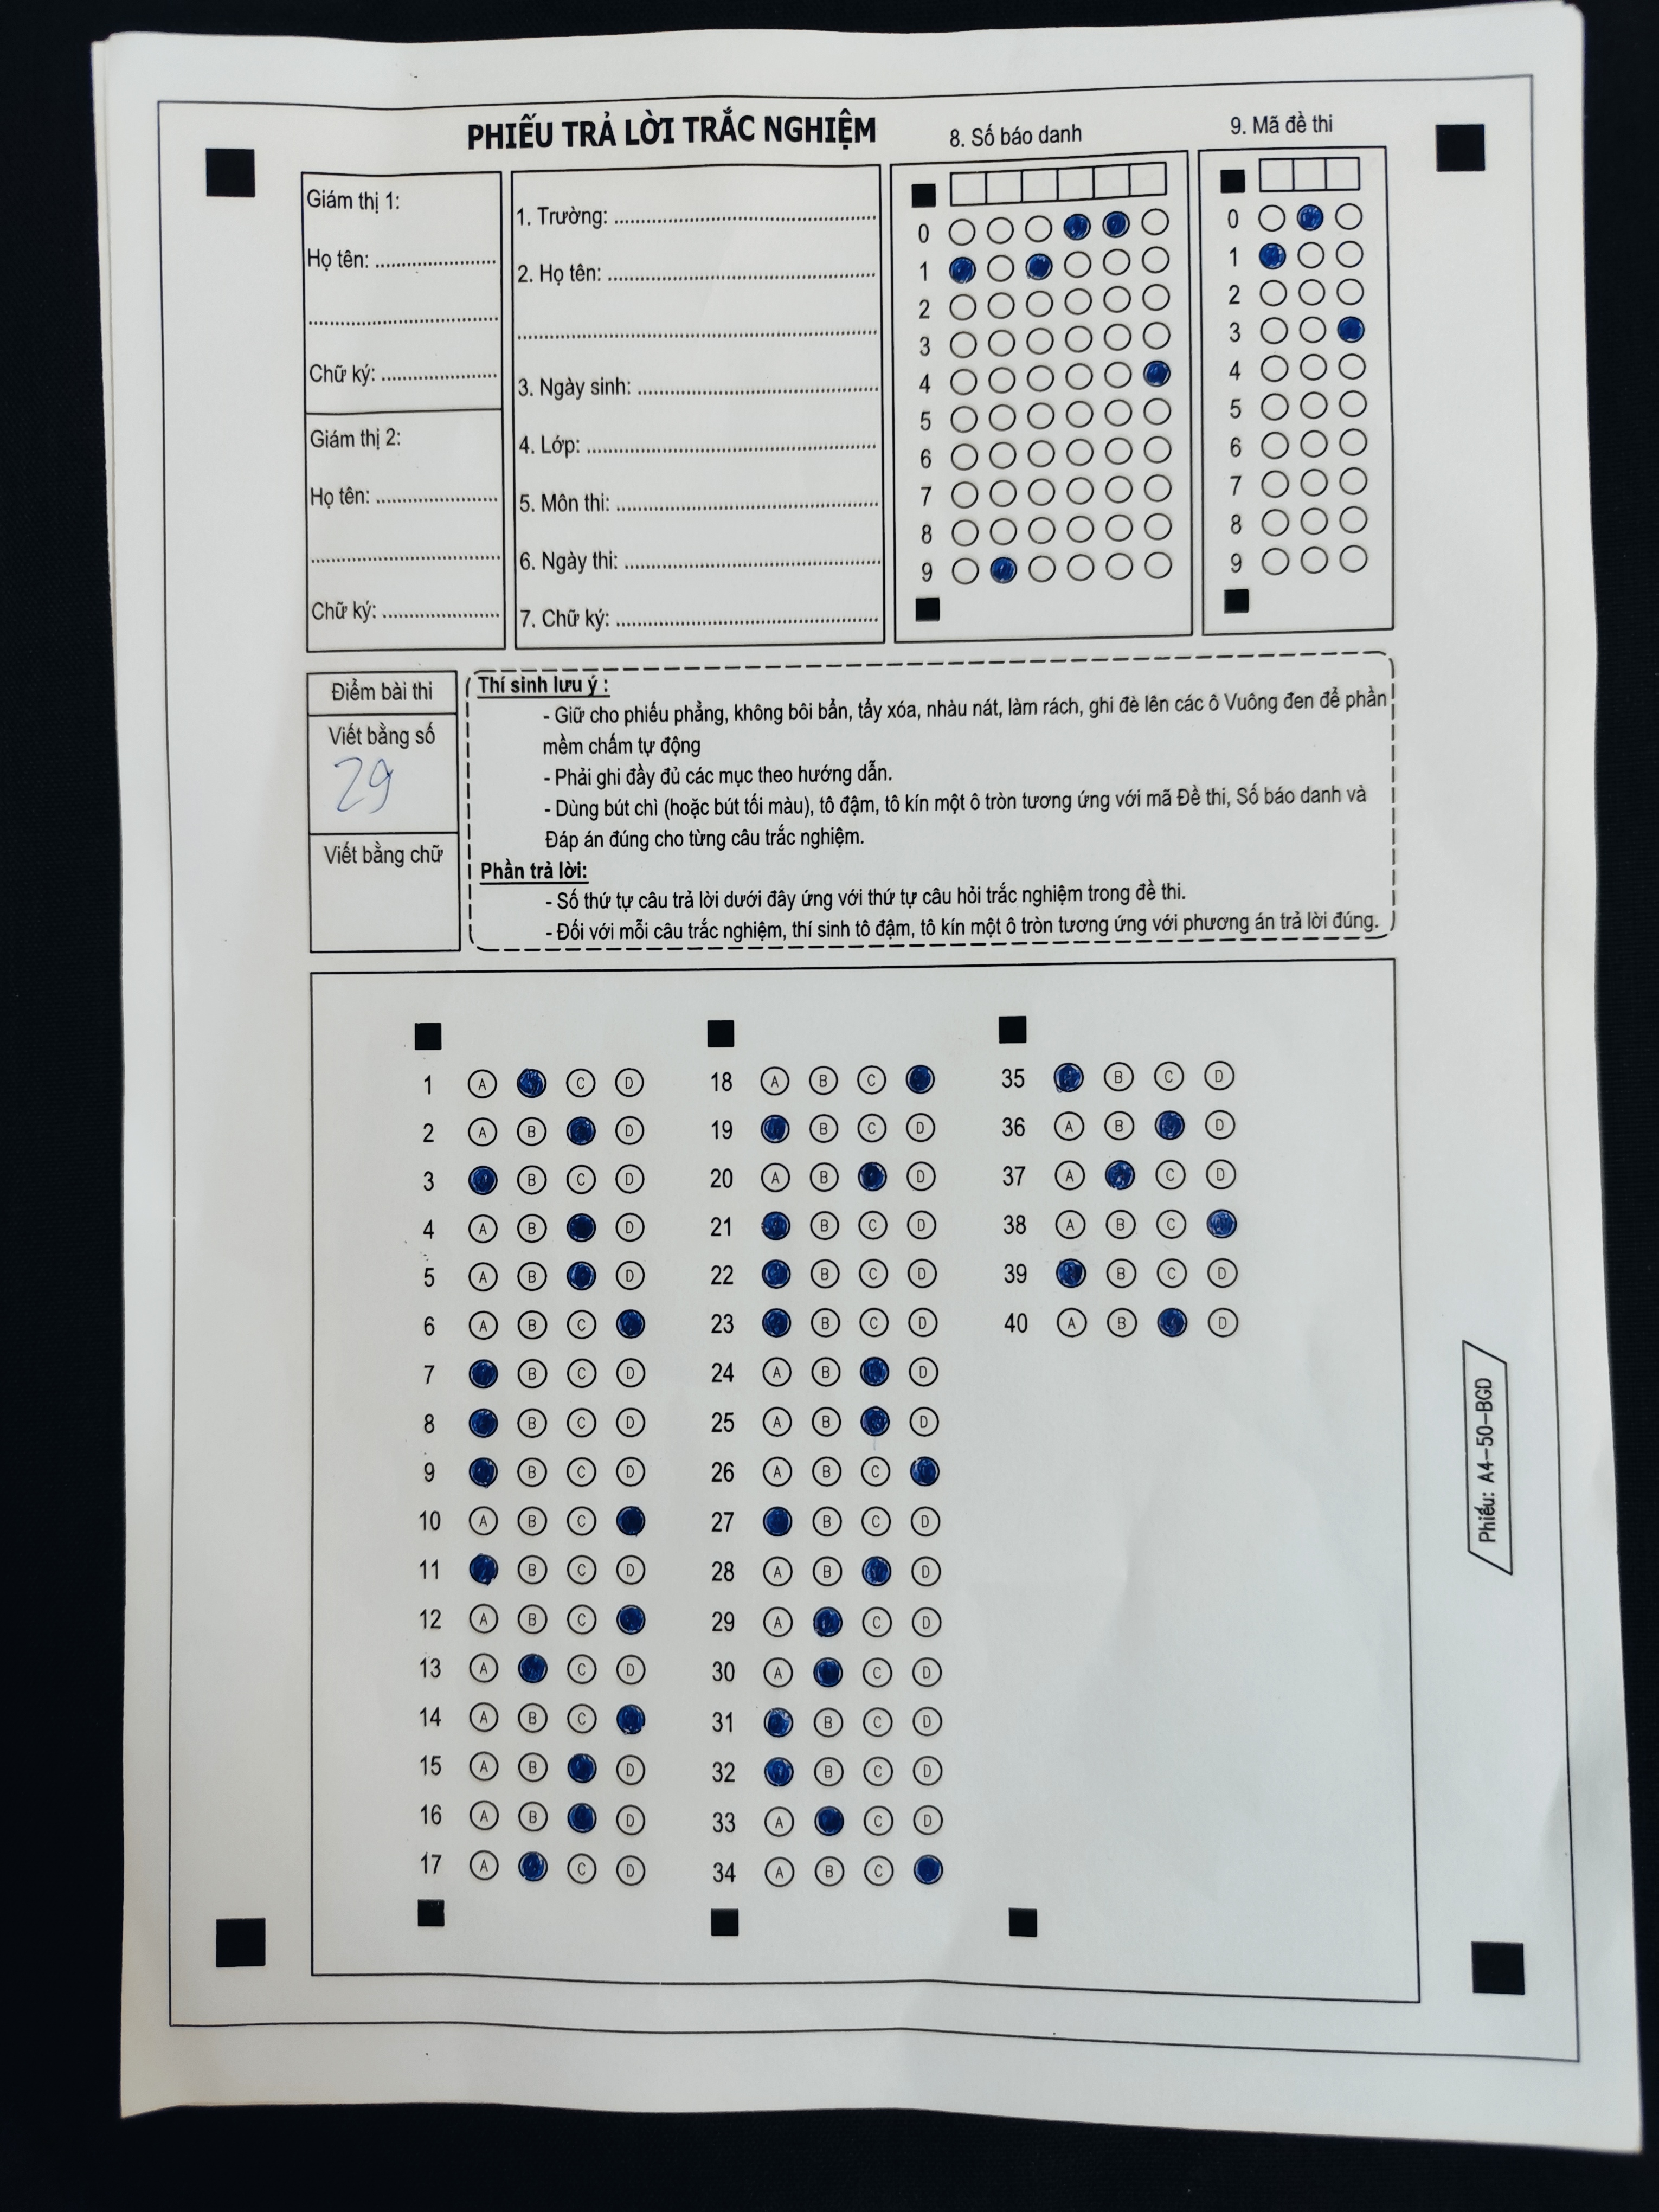 PHIẾU TRẢ LỜI TRẮC NGHIỆM
8. Số báo danh
9. Mã đề thi
Giám thị 1:
Họ tên: ....................
....................
Chữ ký: ....................
Giám thị 2:
Họ tên: ....................
....................
Chữ ký: ....................
1. Trường: ....................
2. Họ tên: ....................
....................
3. Ngày sinh: ....................
4. Lớp: ....................
5. Môn thi: ....................
6. Ngày thi: ....................
7. Chữ ký: ....................
0
1
2
3
4
5
6
7
8
9
0
1
2
3
4
5
6
7
8
9
Điểm bài thi
Viết bằng số
29
Viết bằng chữ
Thí sinh lưu ý :
- Giữ cho phiếu phẳng, không bôi bẩn, tẩy xóa, nhàu nát, làm rách, ghi đè lên các ô Vuông đen để phần
mềm chấm tự động
- Phải ghi đầy đủ các mục theo hướng dẫn.
- Dùng bút chì (hoặc bút tối màu), tô đậm, tô kín một ô tròn tương ứng với mã Đề thi, Số báo danh và
Đáp án đúng cho từng câu trắc nghiệm.
Phần trả lời:
- Số thứ tự câu trả lời dưới đây ứng với thứ tự câu hỏi trắc nghiệm trong đề thi.
- Đối với mỗi câu trắc nghiệm, thí sinh tô đậm, tô kín một ô tròn tương ứng với phương án trả lời đúng.
1 A C D
2 A B D
3 B C D
4 A B D
5 A B D
6 A B C
7 B C D
8 B C D
9 B C D
10 A B C
11 B C D
12 A B C
13 A C D
14 A B C
15 A B D
16 A B D
17 A C D
18 A B C
19 B C D
20 A B D
21 B C D
22 B C D
23 B C D
24 A B D
25 A B D
26 A B C
27 B C D
28 A B D
29 A C D
30 A C D
31 B C D
32 B C D
33 A C D
34 A B C
35 B C D
36 A B D
37 A C D
38 A B C
39 B C D
40 A B D
Phiếu: A4-50-BGD